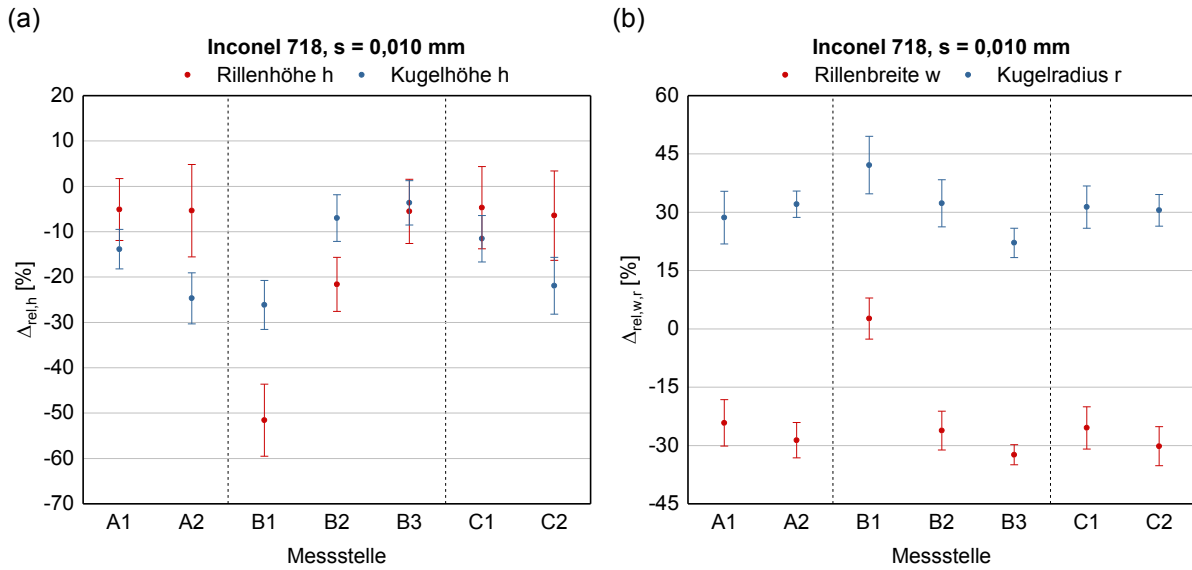 (a)
Inconel 718, s = 0,010 mm
Rillenhöhe h Kugelhöhe h
20
10
0
-10
-20
-30
-40
-50
-60
-70
Δrel,h [%]
A1 A2 B1 B2 B3 C1 C2
Messstelle
(b)
Inconel 718, s = 0,010 mm
Rillenbreite w Kugelradius r
60
45
30
15
0
-15
-30
-45
Δrel,w,r [%]
A1 A2 B1 B2 B3 C1 C2
Messstelle